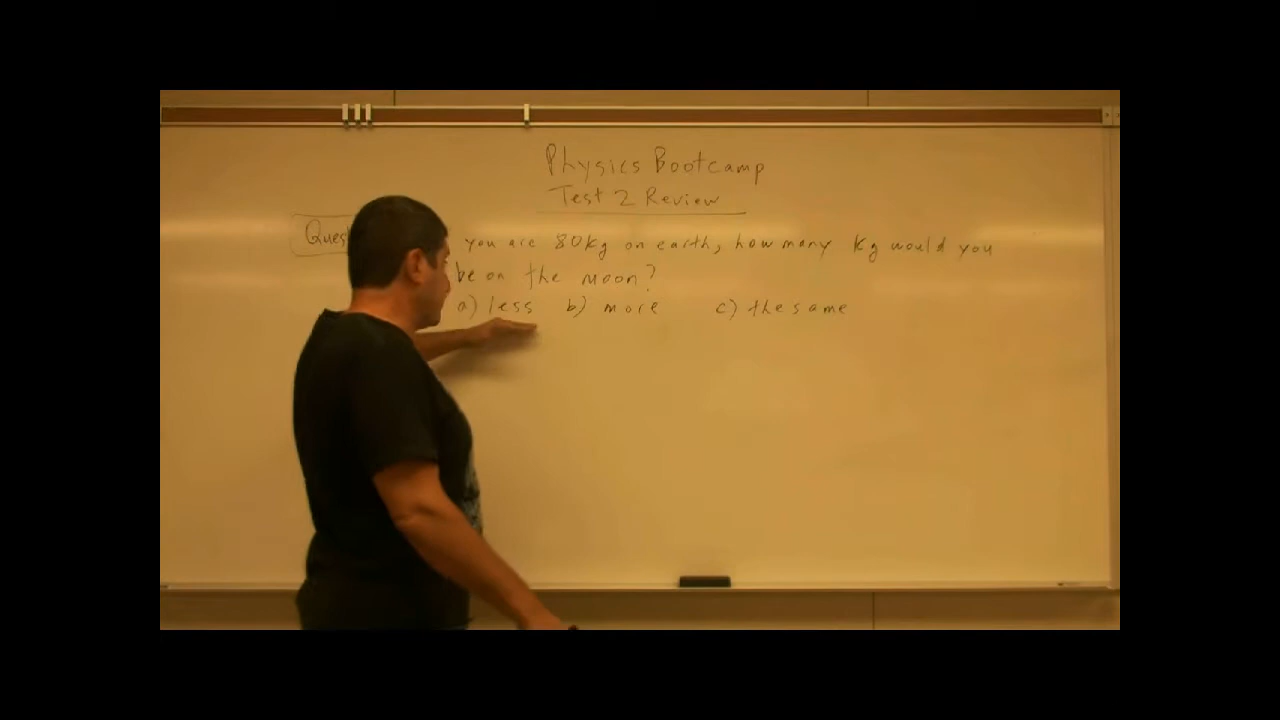 Physics Bootcamp
Test 2 Review
Ques you are 80kg on earth, how many kg would you
be on the moon?
a) less b) more c) the same